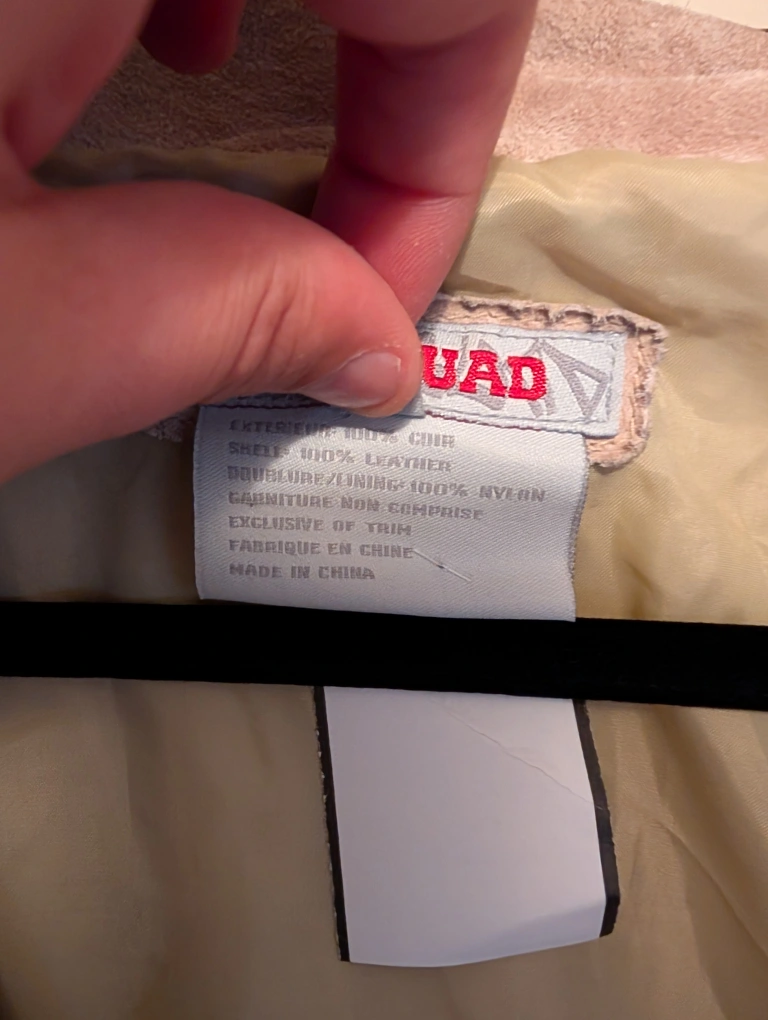 UAD
EXTERIEUR: 100% CUIR
SHELL: 100% LEATHER
DOUBLURE/LINING: 100% NYLON
GARNITURE NON COMPRISE
EXCLUSIVE OF TRIM
FABRIQUE EN CHINE
MADE IN CHINA